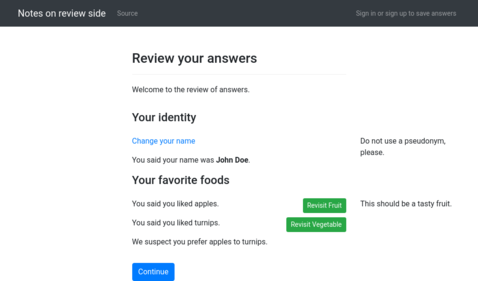 Notes on review side
Source
Sign in or sign up to save answers
Review your answers
Welcome to the review of answers.
Your identity
Change your name
Do not use a pseudonym,
please.
You said your name was John Doe.
Your favorite foods
You said you liked apples.
Revisit Fruit
This should be a tasty fruit.
You said you liked turnips.
Revisit Vegetable
We suspect you prefer apples to turnips.
Continue